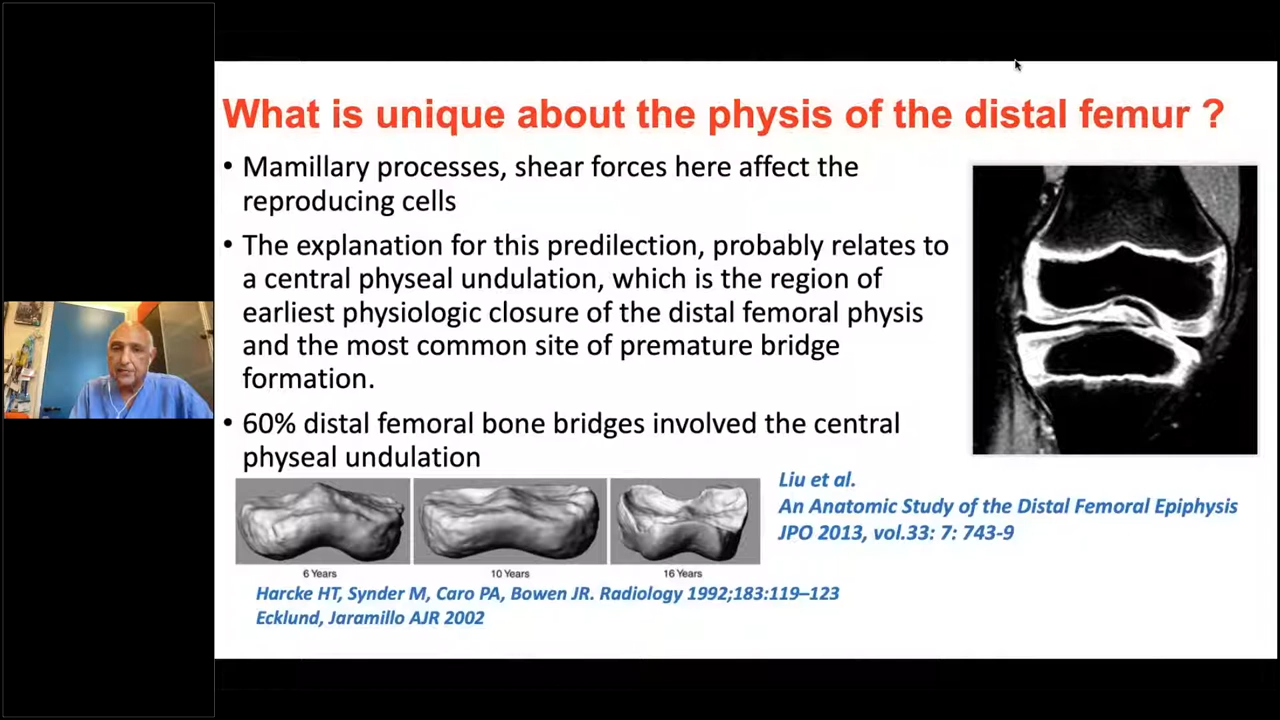 What is unique about the physis of the distal femur ?
• Mamillary processes, shear forces here affect the
reproducing cells
• The explanation for this predilection, probably relates to
a central physeal undulation, which is the region of
earliest physiologic closure of the distal femoral physis
and the most common site of premature bridge
formation.
• 60% distal femoral bone bridges involved the central
physeal undulation
Liu et al.
An Anatomic Study of the Distal Femoral Epiphysis
JPO 2013, vol.33: 7: 743-9
6 Years
10 Years
16 Years
Harcke HT, Synder M, Caro PA, Bowen JR. Radiology 1992;183:119–123
Ecklund, Jaramillo AJR 2002